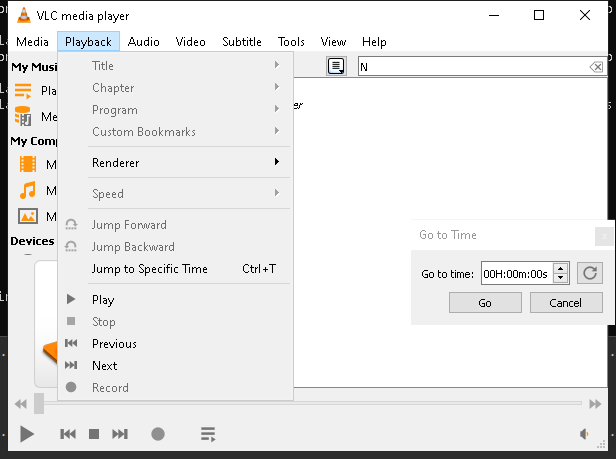 VLC media player
Media Playback Audio Video Subtitle Tools View Help
My Musi
Title
N
Pla
Chapter
er
Me
Program
Custom Bookmarks
My Comp
M
Renderer
M
Speed
M
Jump Forward
Devices
Jump Backward
Go to Time
Jump to Specific Time Ctrl+T
Go to time: 00H:00m:00s
Play
Go Cancel
Stop
Previous
Next
Record